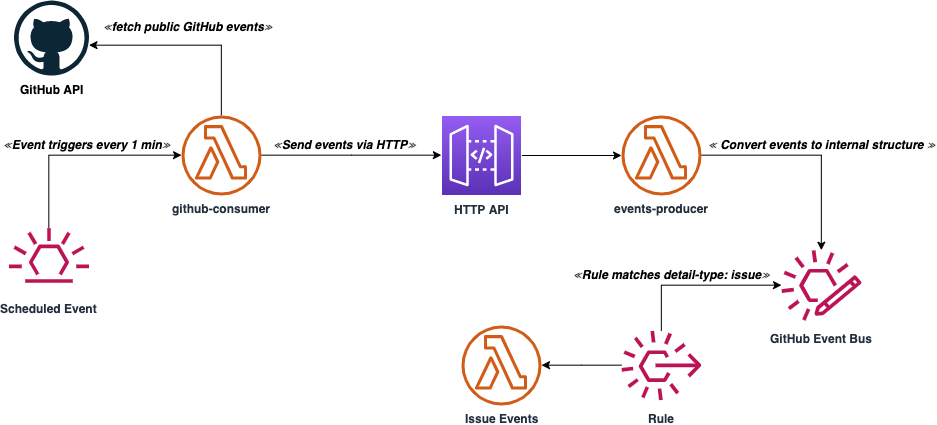 «fetch public GitHub events»
GitHub API
«Event triggers every 1 min»
«Send events via HTTP»
« Convert events to internal structure »
github-consumer
HTTP API
events-producer
«Rule matches detail-type: issue»
Scheduled Event
GitHub Event Bus
Issue Events
Rule